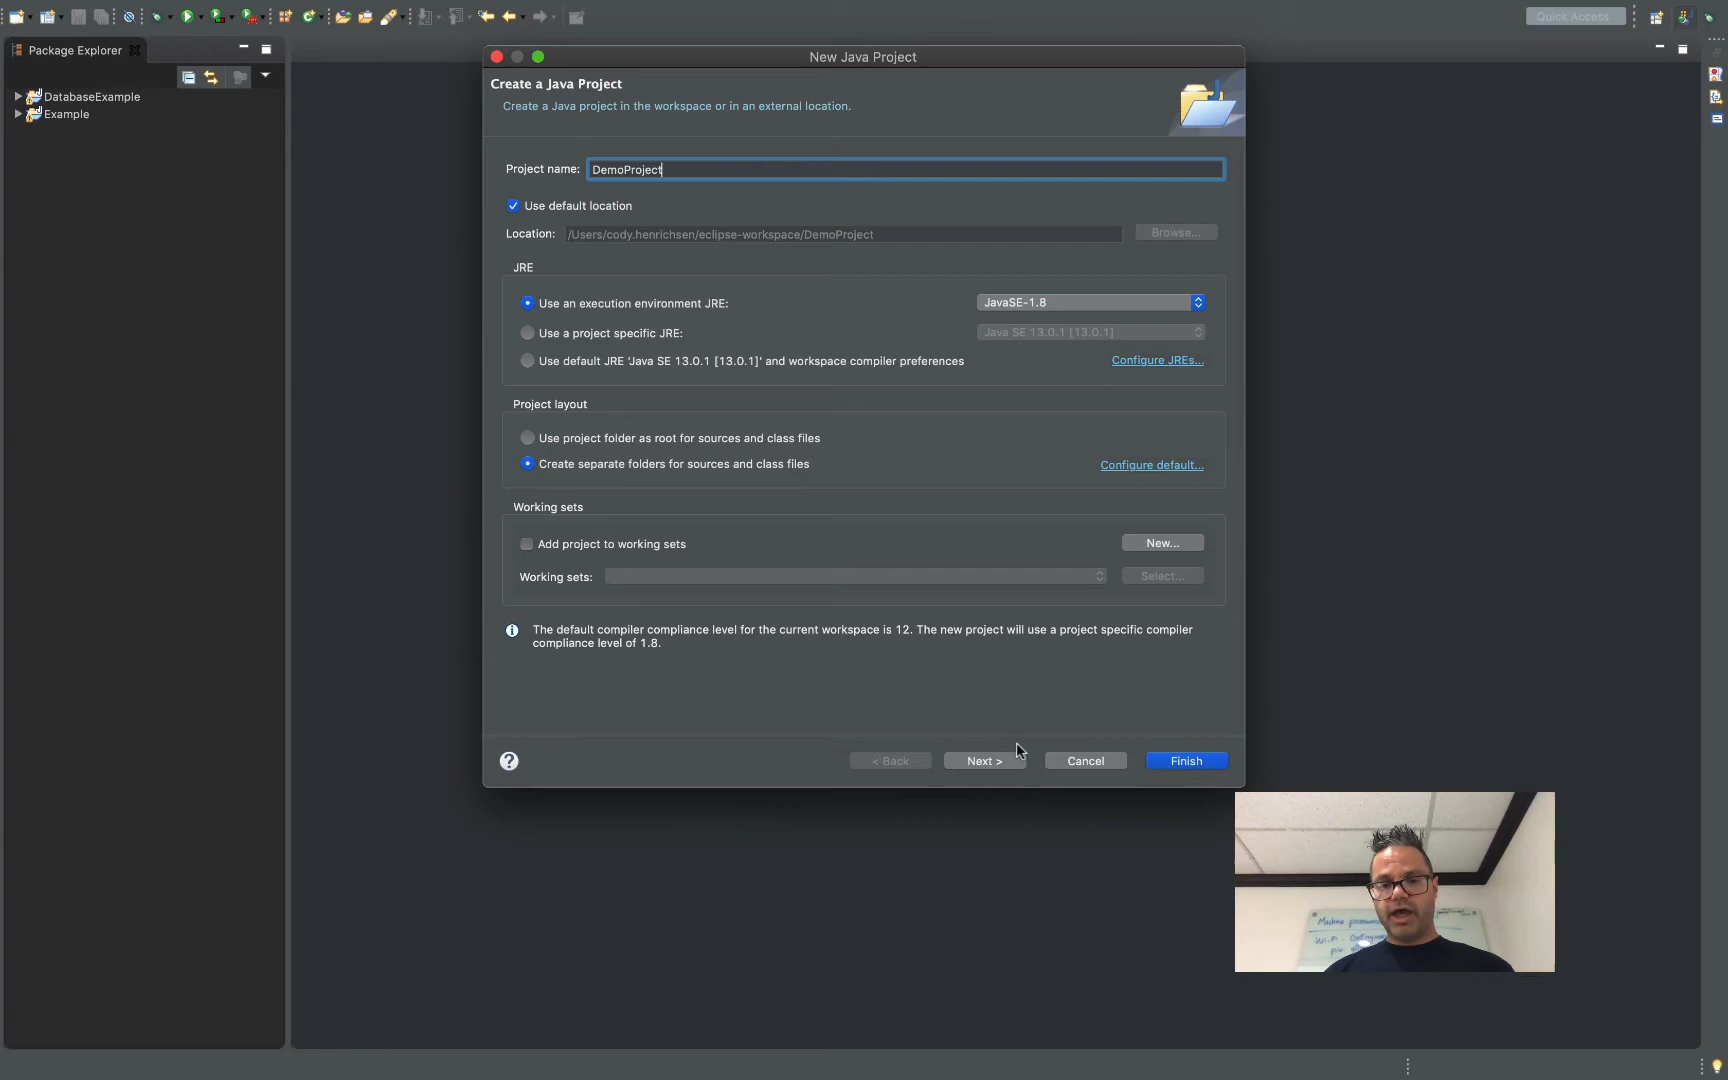 Quick Access
Package Explorer
New Java Project
DatabaseExample
Example
Create a Java Project
Create a Java project in the workspace or in an external location.
Project name: DemoProject
Use default location
Location: /Users/cody.henrichsen/eclipse-workspace/DemoProject Browse...
JRE
Use an execution environment JRE: JavaSE-1.8
Use a project specific JRE: Java SE 13.0.1 [13.0.1]
Use default JRE 'Java SE 13.0.1 [13.0.1]' and workspace compiler preferences Configure JREs...
Project layout
Use project folder as root for sources and class files
Create separate folders for sources and class files Configure default...
Working sets
Add project to working sets New...
Working sets: Select...
The default compiler compliance level for the current workspace is 12. The new project will use a project specific compiler
compliance level of 1.8.
? < Back Next > Cancel Finish
Machine
Wi-Fi